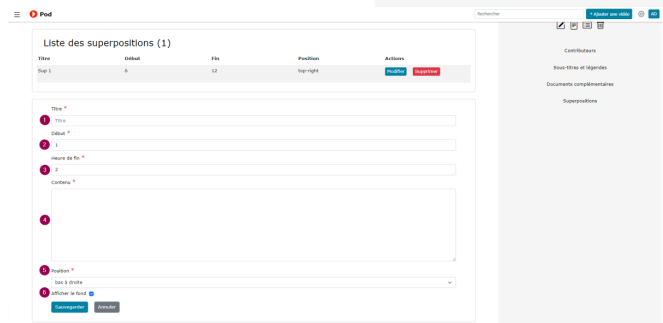 Pod
Rechercher
+ Ajouter une vidéo
AD
Liste des superpositions (1)
Titre Début Fin Position Actions
Sup 1 6 12 top-right Modifier Supprimer
Contributeurs
Sous-titres et légendes
Documents complémentaires
Superpositions
Titre *
1 Titre
Début *
2 1
Heure de fin *
3 2
Contenu *
4
5 Position *
bas à droite
6 Afficher le fond
Sauvegarder Annuler